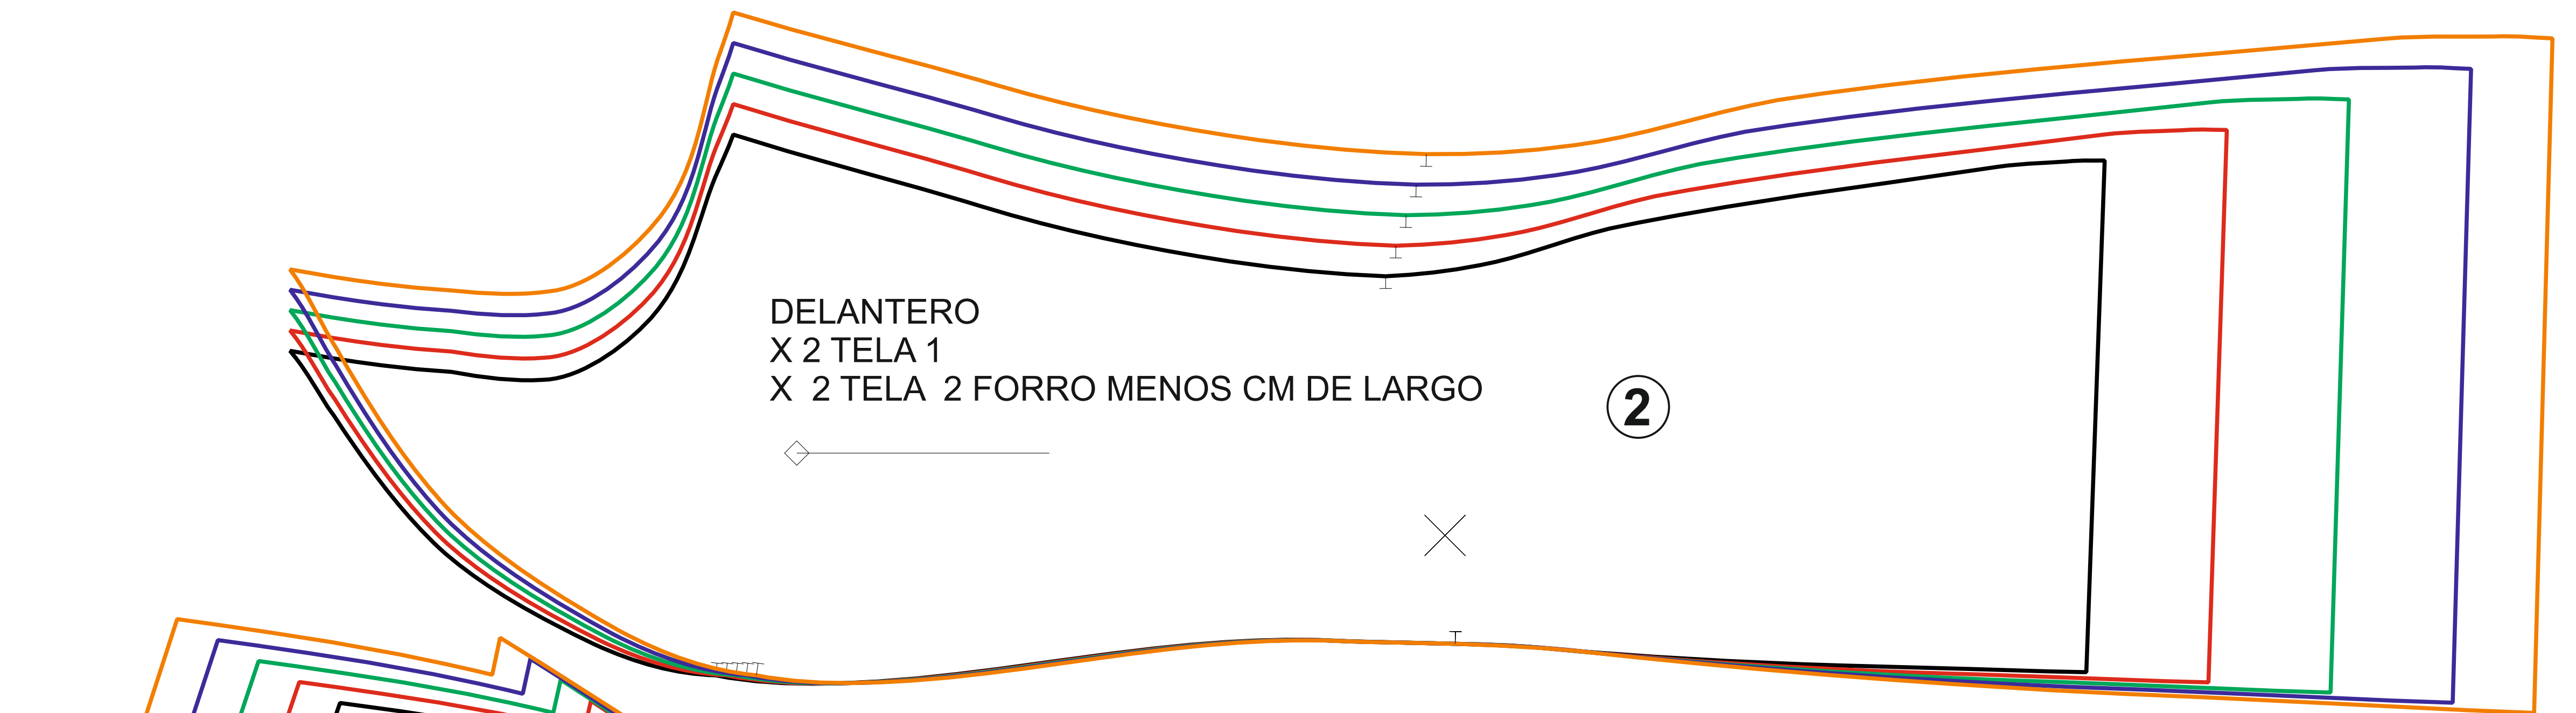 DELANTERO
X 2 TELA 1
X 2 TELA 2 FORRO MENOS CM DE LARGO
2